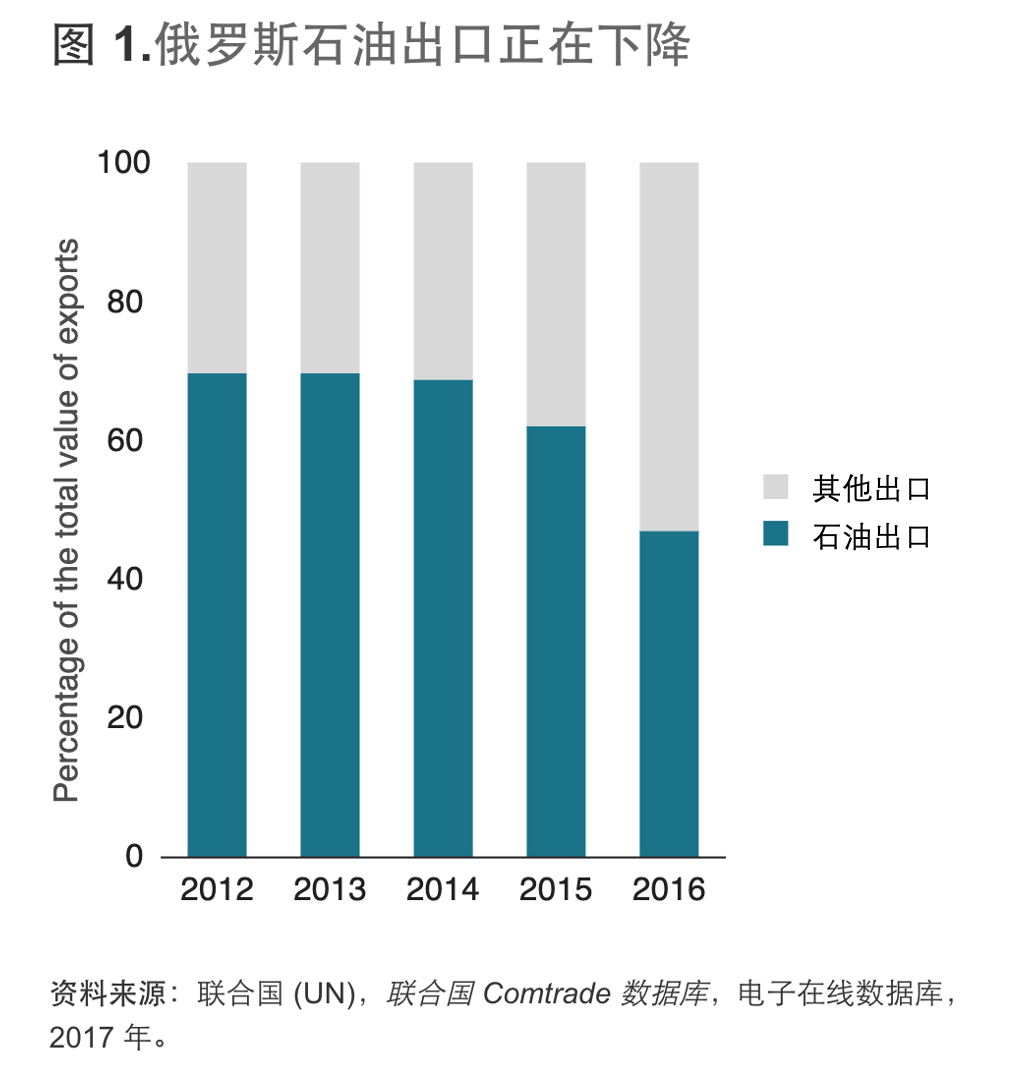 图 1.俄罗斯石油出口正在下降
Percentage of the total value of exports
100
80
60
40
20
0
2012 2013 2014 2015 2016
其他出口
石油出口
资料来源：联合国 (UN)，联合国 Comtrade 数据库，电子在线数据库，
2017 年。